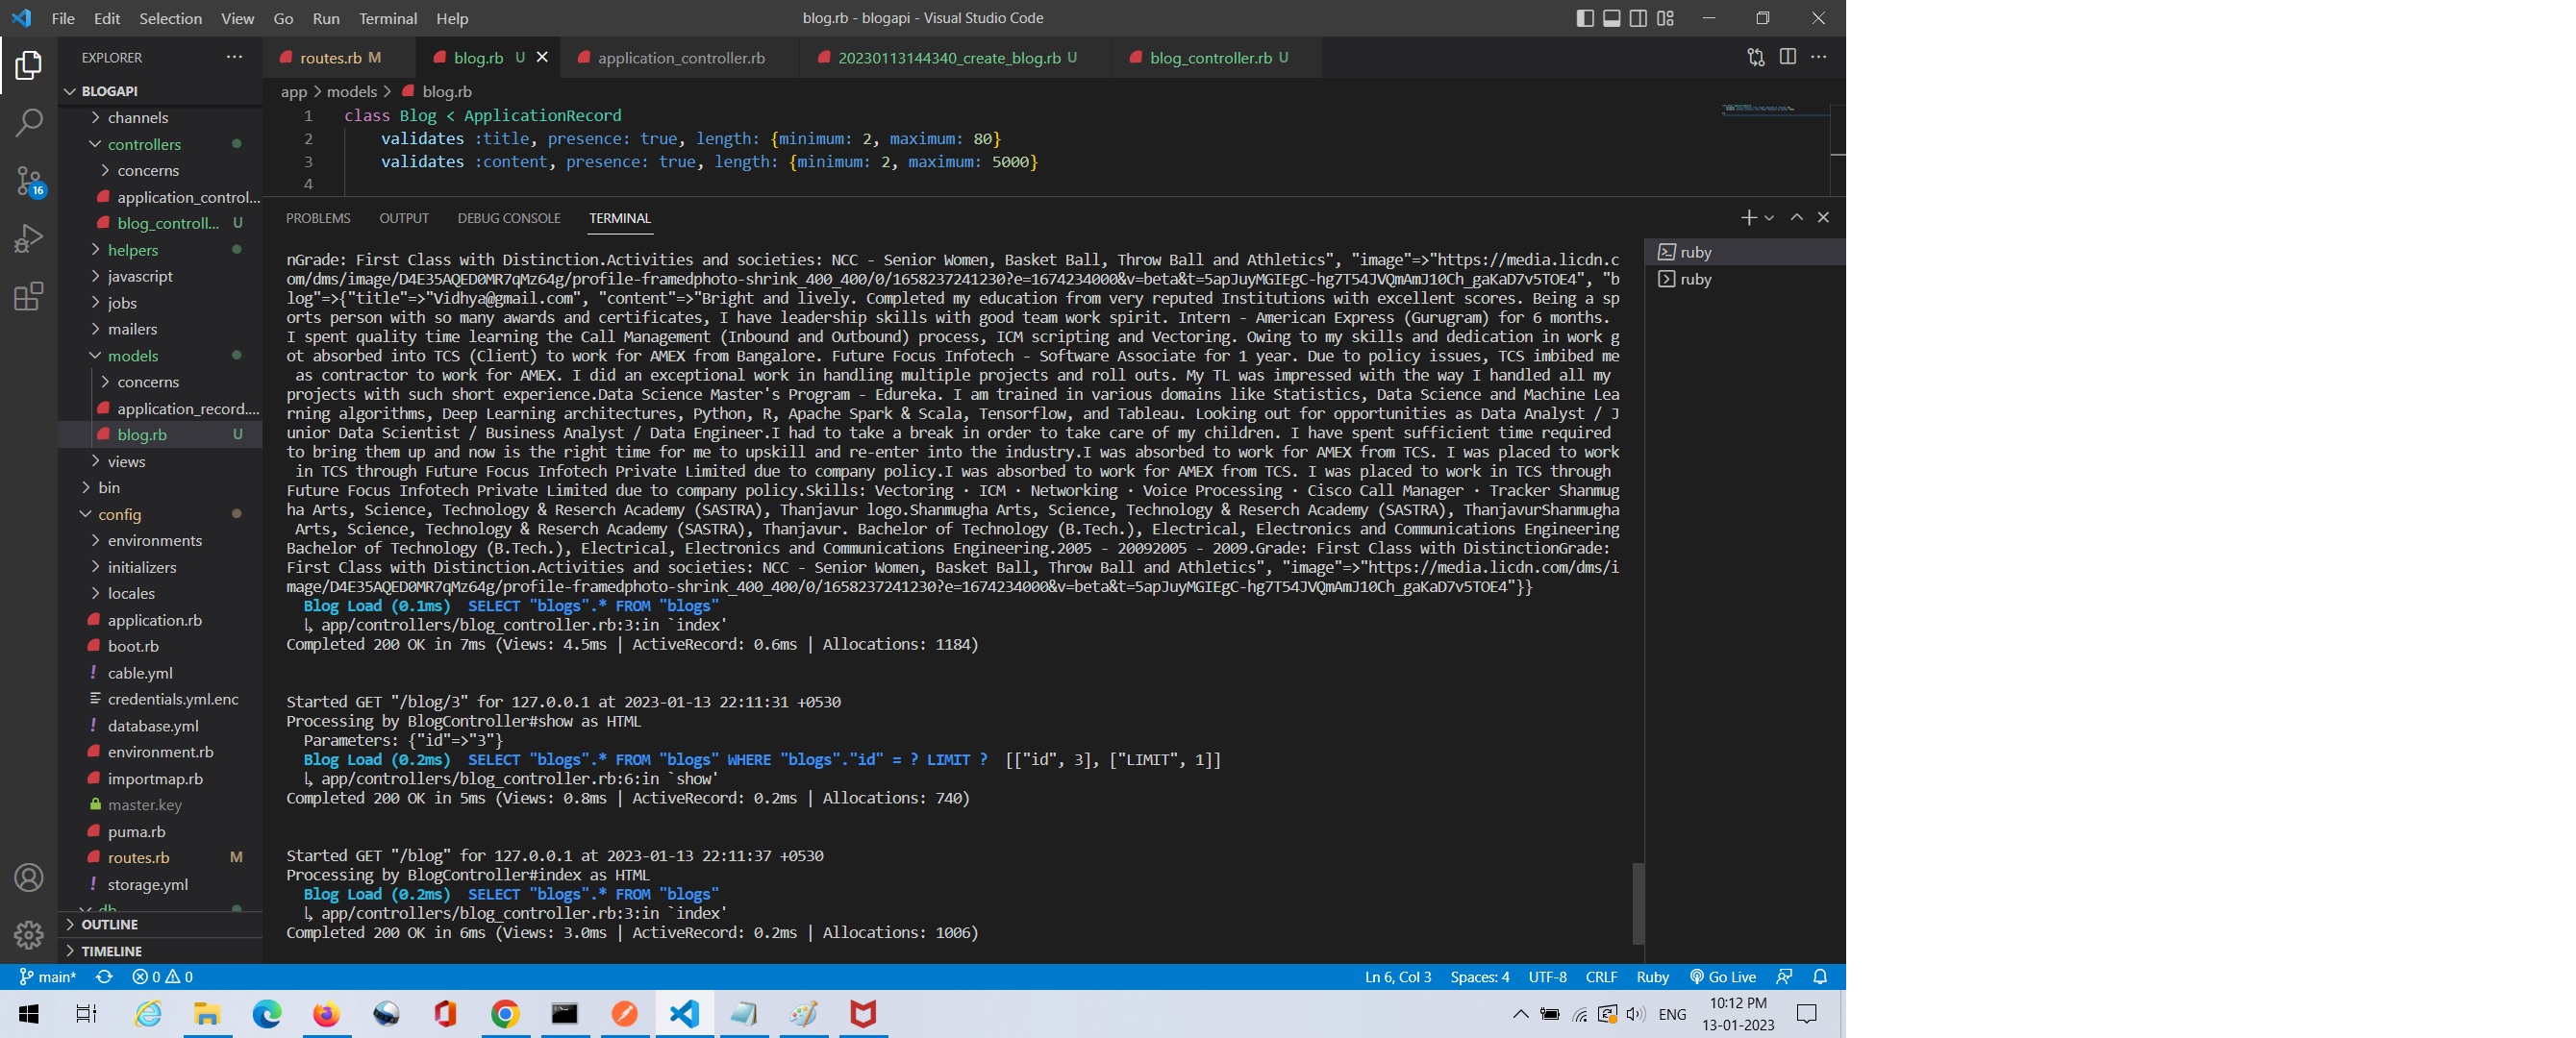 File Edit Selection View Go Run Terminal Help
blog.rb - blogapi - Visual Studio Code
EXPLORER
routes.rb M
blog.rb U
application_controller.rb
20230113144340_create_blog.rb U
blog_controller.rb U
BLOGAPI
channels
controllers
concerns
application_control...
blog_controll... U
helpers
javascript
jobs
mailers
models
concerns
application_record....
blog.rb U
views
bin
config
environments
initializers
locales
application.rb
boot.rb
cable.yml
credentials.yml.enc
database.yml
environment.rb
importmap.rb
master.key
puma.rb
routes.rb M
storage.yml
db
OUTLINE
TIMELINE
16
app > models > blog.rb
1 class Blog < ApplicationRecord
2 validates :title, presence: true, length: {minimum: 2, maximum: 80}
3 validates :content, presence: true, length: {minimum: 2, maximum: 5000}
4
PROBLEMS OUTPUT DEBUG CONSOLE TERMINAL
ruby
ruby
nGrade: First Class with Distinction.Activities and societies: NCC - Senior Women, Basket Ball, Throw Ball and Athletics", "image"=>"https://media.licdn.c
om/dms/image/D4E35AQED0MR7qMz64g/profile-framedphoto-shrink_400_400/0/1658237241230?e=1674234000&v=beta&t=5apJuyMGIEgC-hg7T54JVQmAmJ10Ch_gaKaD7v5TOE4", "b
log"=>{"title"=>"Vidhya@gmail.com", "content"=>"Bright and lively. Completed my education from very reputed Institutions with excellent scores. Being a sp
orts person with so many awards and certificates, I have leadership skills with good team work spirit. Intern - American Express (Gurugram) for 6 months.
I spent quality time learning the Call Management (Inbound and Outbound) process, ICM scripting and Vectoring. Owing to my skills and dedication in work g
ot absorbed into TCS (Client) to work for AMEX from Bangalore. Future Focus Infotech - Software Associate for 1 year. Due to policy issues, TCS imbibed me
as contractor to work for AMEX. I did an exceptional work in handling multiple projects and roll outs. My TL was impressed with the way I handled all my
projects with such short experience.Data Science Master's Program - Edureka. I am trained in various domains like Statistics, Data Science and Machine Lea
rning algorithms, Deep Learning architectures, Python, R, Apache Spark & Scala, Tensorflow, and Tableau. Looking out for opportunities as Data Analyst / J
unior Data Scientist / Business Analyst / Data Engineer.I had to take a break in order to take care of my children. I have spent sufficient time required
to bring them up and now is the right time for me to upskill and re-enter into the industry.I was absorbed to work for AMEX from TCS. I was placed to work
in TCS through Future Focus Infotech Private Limited due to company policy.I was absorbed to work for AMEX from TCS. I was placed to work in TCS through
Future Focus Infotech Private Limited due to company policy.Skills: Vectoring · ICM · Networking · Voice Processing · Cisco Call Manager · Tracker Shanmug
ha Arts, Science, Technology & Reserch Academy (SASTRA), Thanjavur logo.Shanmugha Arts, Science, Technology & Reserch Academy (SASTRA), ThanjavurShanmugha
Arts, Science, Technology & Reserch Academy (SASTRA), Thanjavur. Bachelor of Technology (B.Tech.), Electrical, Electronics and Communications Engineering
Bachelor of Technology (B.Tech.), Electrical, Electronics and Communications Engineering.2005 - 20092005 - 2009.Grade: First Class with DistinctionGrade:
First Class with Distinction.Activities and societies: NCC - Senior Women, Basket Ball, Throw Ball and Athletics", "image"=>"https://media.licdn.com/dms/i
mage/D4E35AQED0MR7qMz64g/profile-framedphoto-shrink_400_400/0/1658237241230?e=1674234000&v=beta&t=5apJuyMGIEgC-hg7T54JVQmAmJ10Ch_gaKaD7v5TOE4"}}
Blog Load (0.1ms) SELECT "blogs".* FROM "blogs"
↳ app/controllers/blog_controller.rb:3:in `index'
Completed 200 OK in 7ms (Views: 4.5ms | ActiveRecord: 0.6ms | Allocations: 1184)
Started GET "/blog/3" for 127.0.0.1 at 2023-01-13 22:11:31 +0530
Processing by BlogController#show as HTML
Parameters: {"id"=>"3"}
Blog Load (0.2ms) SELECT "blogs".* FROM "blogs" WHERE "blogs"."id" = ? LIMIT ? [["id", 3], ["LIMIT", 1]]
↳ app/controllers/blog_controller.rb:6:in `show'
Completed 200 OK in 5ms (Views: 0.8ms | ActiveRecord: 0.2ms | Allocations: 740)
Started GET "/blog" for 127.0.0.1 at 2023-01-13 22:11:37 +0530
Processing by BlogController#index as HTML
Blog Load (0.2ms) SELECT "blogs".* FROM "blogs"
↳ app/controllers/blog_controller.rb:3:in `index'
Completed 200 OK in 6ms (Views: 3.0ms | ActiveRecord: 0.2ms | Allocations: 1006)
main* 0 0
Ln 6, Col 3 Spaces: 4 UTF-8 CRLF Ruby Go Live
ENG
10:12 PM
13-01-2023